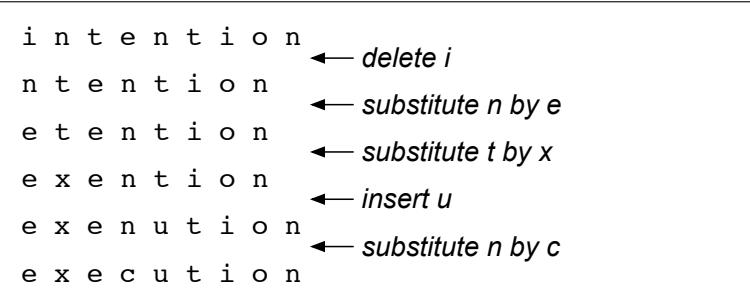 i n t e n t i o n
delete i
n t e n t i o n
substitute n by e
e t e n t i o n
substitute t by x
e x e n t i o n
insert u
e x e n u t i o n
substitute n by c
e x e c u t i o n